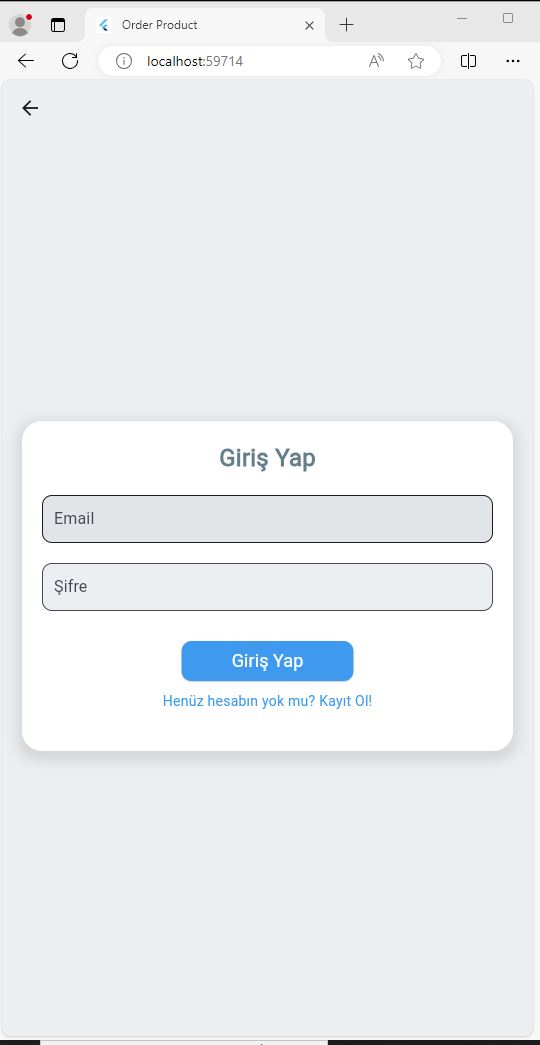 Order Product
localhost:59714
Giriş Yap
Email
Şifre
Giriş Yap
Henüz hesabın yok mu? Kayıt Ol!